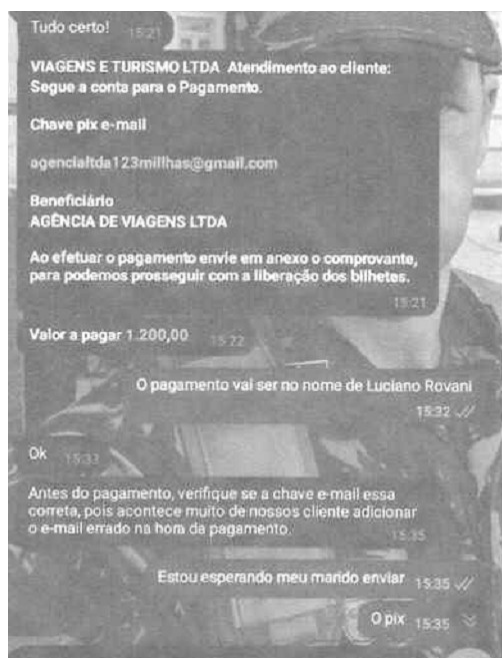 Tudo certo! 15:21
VIAGENS E TURISMO LTDA Atendimento ao cliente:
Segue a conta para o Pagamento.
Chave pix e-mail
agencialtda123millhas@gmail.com
Beneficiário
AGÊNCIA DE VIAGENS LTDA
Ao efetuar o pagamento envie em anexo o comprovante,
para podemos prosseguir com a liberação dos bilhetes.
15:21
Valor a pagar 1.200,00 15:22
O pagamento vai ser no nome de Luciano Rovani
15:32
Ok 15:33
Antes do pagamento, verifique se a chave e-mail essa
correta, pois acontece muito de nossos cliente adicionar
o e-mail errado na hora da pagamento. 15:35
Estou esperando meu marido enviar 15:35
O pix 15:35